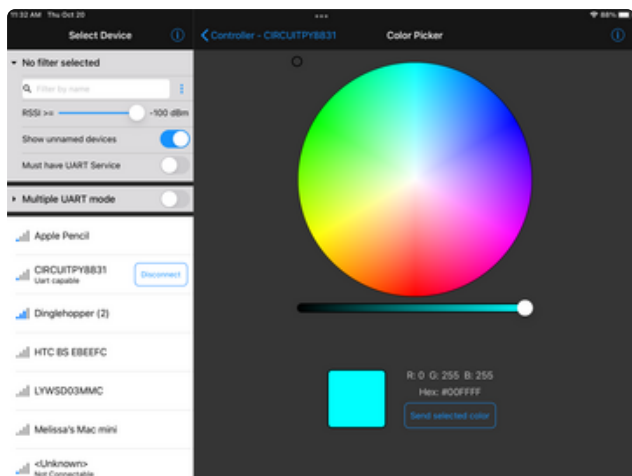 11:32 AM Thu Oct 20
88%
Select Device
Controller - CIRCUITPY8831
Color Picker
No filter selected
Filter by name
RSSI >= -100 dBm
Show unnamed devices
Must have UART Service
Multiple UART mode
Apple Pencil
CIRCUITPY8831
Uart capable
Disconnect
Dinglehopper (2)
HTC BS EBEEFC
LYWSD03MMC
Melissa's Mac mini
<Unknown>
Not Connectable
R: 0 G: 255 B: 255
Hex: #00FFFF
Send selected color